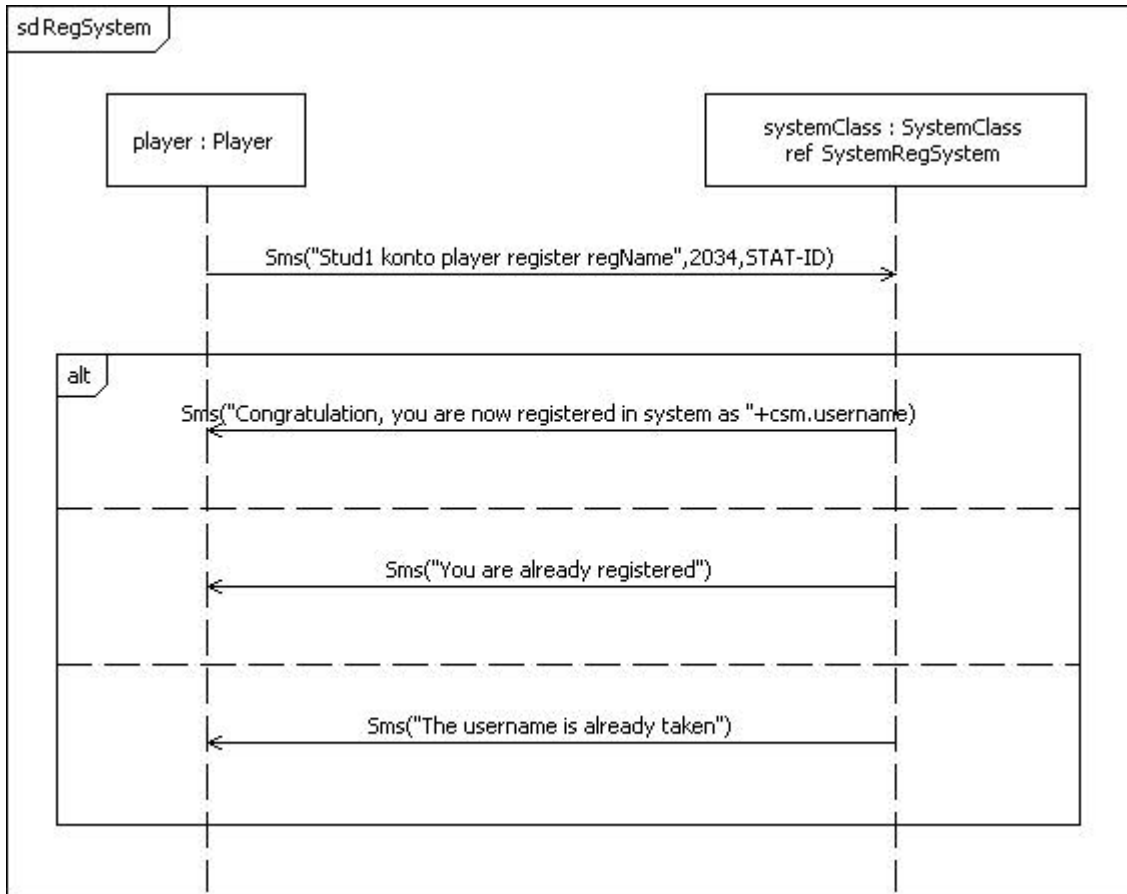 sd RegSystem
player : Player
systemClass : SystemClass
ref SystemRegSystem
Sms("Stud1 konto player register regName",2034,STAT-ID)
alt
Sms("Congratulation, you are now registered in system as "+csm.username)
Sms("You are already registered")
Sms("The username is already taken")